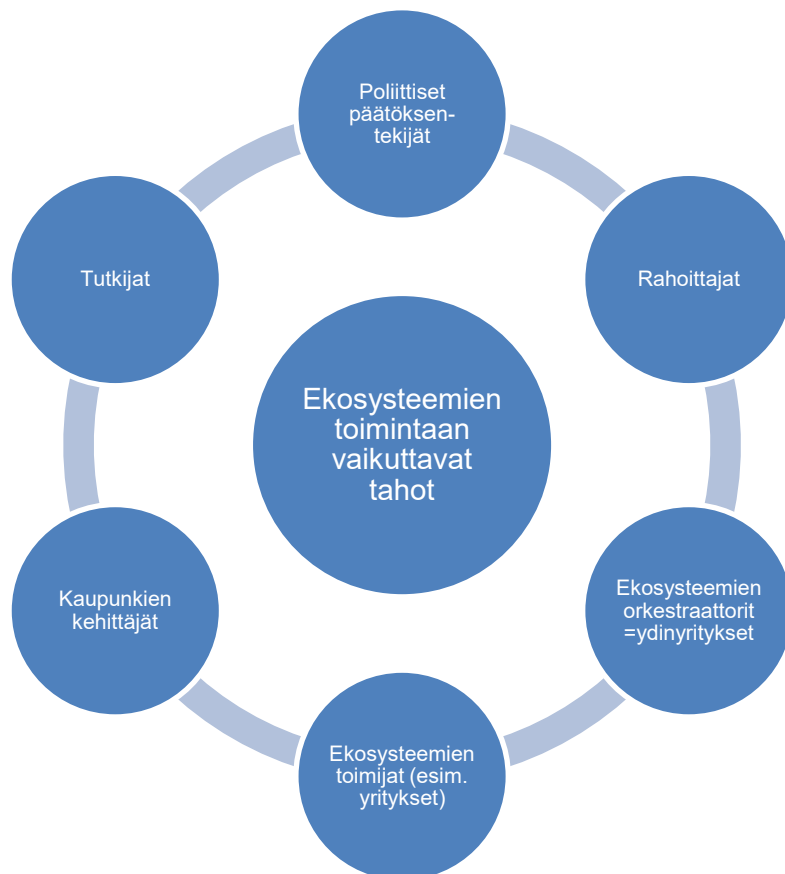 Poliittiset
päätöksen-
tekijät
Tutkijat
Rahoittajat
Ekosysteemien
toimintaan
vaikuttavat
tahot
Kaupunkien
kehittäjät
Ekosysteemien
orkestraattorit
=ydinyritykset
Ekosysteemien
toimijat (esim.
yritykset)